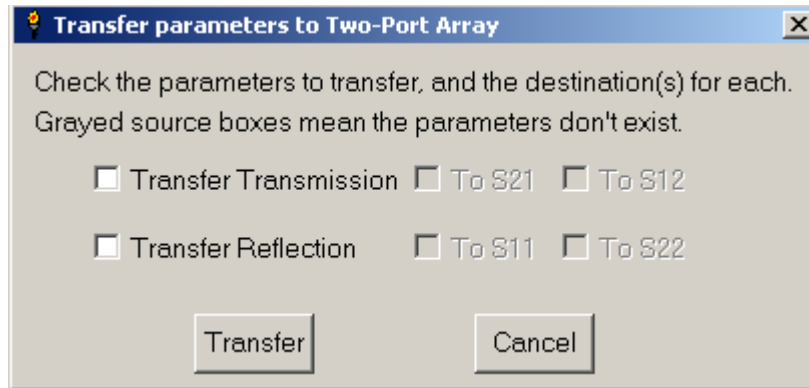 Transfer parameters to Two-Port Array
Check the parameters to transfer, and the destination(s) for each.
Grayed source boxes mean the parameters don't exist.
Transfer Transmission To S21 To S12
Transfer Reflection To S11 To S22
Transfer Cancel